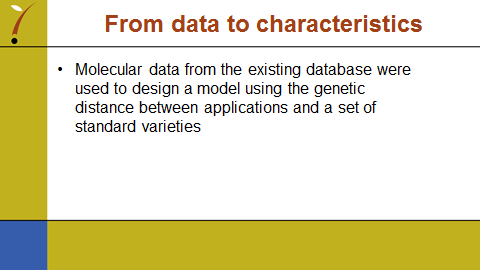 From data to characteristics
• Molecular data from the existing database were
used to design a model using the genetic
distance between applications and a set of
standard varieties